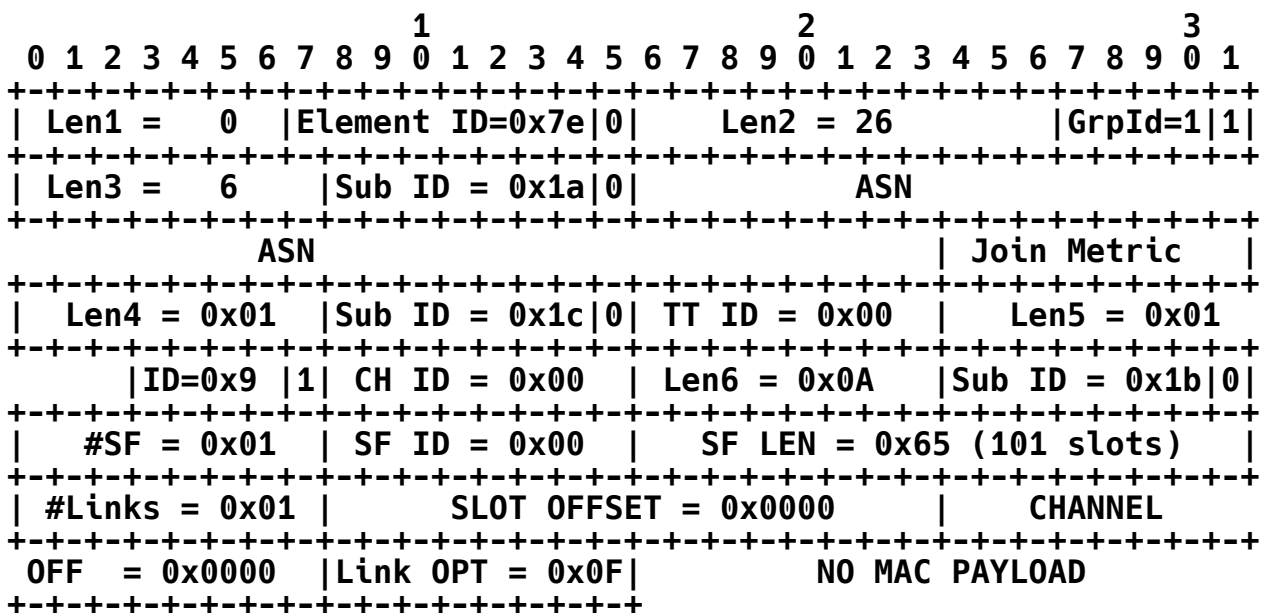 1                   2                   3
 0 1 2 3 4 5 6 7 8 9 0 1 2 3 4 5 6 7 8 9 0 1 2 3 4 5 6 7 8 9 0 1
+-+-+-+-+-+-+-+-+-+-+-+-+-+-+-+-+-+-+-+-+-+-+-+-+-+-+-+-+-+-+-+-+
| Len1 =   0  |Element ID=0x7e|0|    Len2 = 26        |GrpId=1|1|
+-+-+-+-+-+-+-+-+-+-+-+-+-+-+-+-+-+-+-+-+-+-+-+-+-+-+-+-+-+-+-+-+
| Len3 =   6    |Sub ID = 0x1a|0|           ASN
+-+-+-+-+-+-+-+-+-+-+-+-+-+-+-+-+-+-+-+-+-+-+-+-+-+-+-+-+-+-+-+-+
             ASN                                | Join Metric   |
+-+-+-+-+-+-+-+-+-+-+-+-+-+-+-+-+-+-+-+-+-+-+-+-+-+-+-+-+-+-+-+-+
|  Len4 = 0x01  |Sub ID = 0x1c|0| TT ID = 0x00  |   Len5 = 0x01
+-+-+-+-+-+-+-+-+-+-+-+-+-+-+-+-+-+-+-+-+-+-+-+-+-+-+-+-+-+-+-+-+
      |ID=0x9 |1| CH ID = 0x00  | Len6 = 0x0A   |Sub ID = 0x1b|0|
+-+-+-+-+-+-+-+-+-+-+-+-+-+-+-+-+-+-+-+-+-+-+-+-+-+-+-+-+-+-+-+-+
|   #SF = 0x01  | SF ID = 0x00  |   SF LEN = 0x65 (101 slots)   |
+-+-+-+-+-+-+-+-+-+-+-+-+-+-+-+-+-+-+-+-+-+-+-+-+-+-+-+-+-+-+-+-+
| #Links = 0x01 |      SLOT OFFSET = 0x0000     |    CHANNEL
+-+-+-+-+-+-+-+-+-+-+-+-+-+-+-+-+-+-+-+-+-+-+-+-+-+-+-+-+-+-+-+-+
 OFF  = 0x0000  |Link OPT = 0x0F|         NO MAC PAYLOAD
+-+-+-+-+-+-+-+-+-+-+-+-+-+-+-+-+